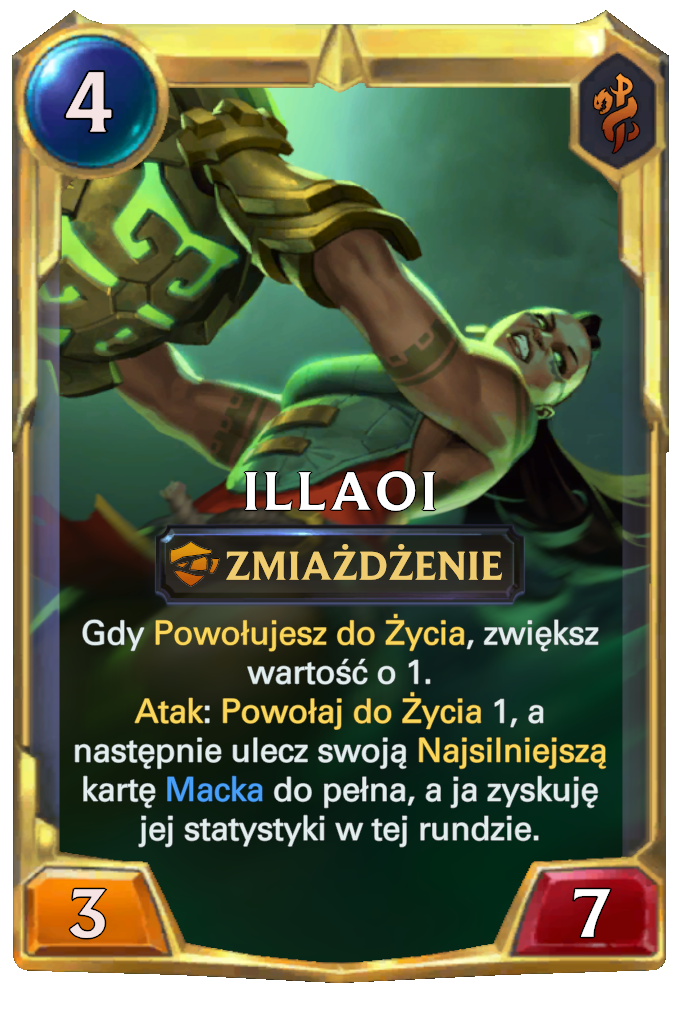 4
ILLAOI
ZMIAŻDŻENIE
Gdy Powołujesz do Życia, zwiększ
wartość o 1.
Atak: Powołaj do Życia 1, a
następnie ulecz swoją Najsilniejszą
kartę Macka do pełna, a ja zyskuję
jej statystyki w tej rundzie.
3
7